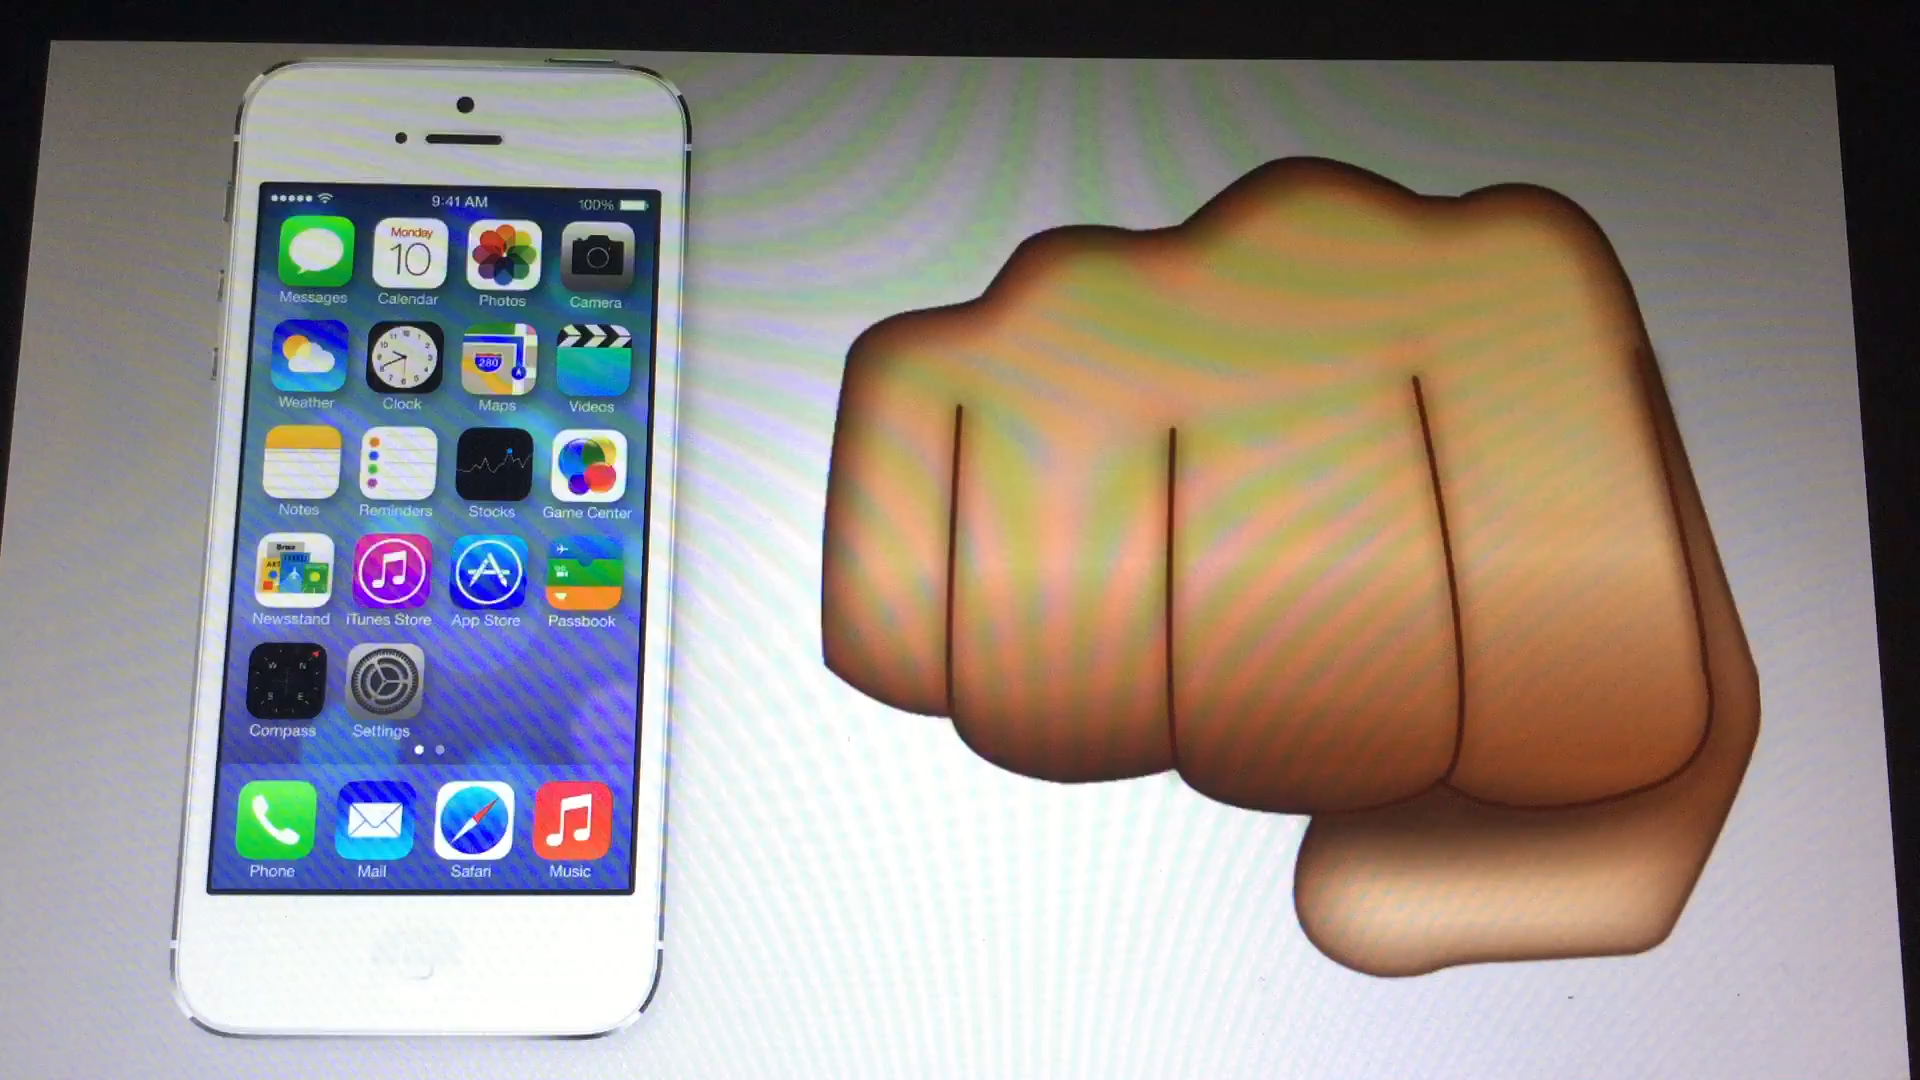 9:41 AM 100%
Monday
10
Messages Calendar Photos Camera
280
Weather Clock Maps Videos
Notes Reminders Stocks Game Center
Newsstand iTunes Store App Store Passbook
W N
S E
Compass Settings
Phone Mail Safari Music